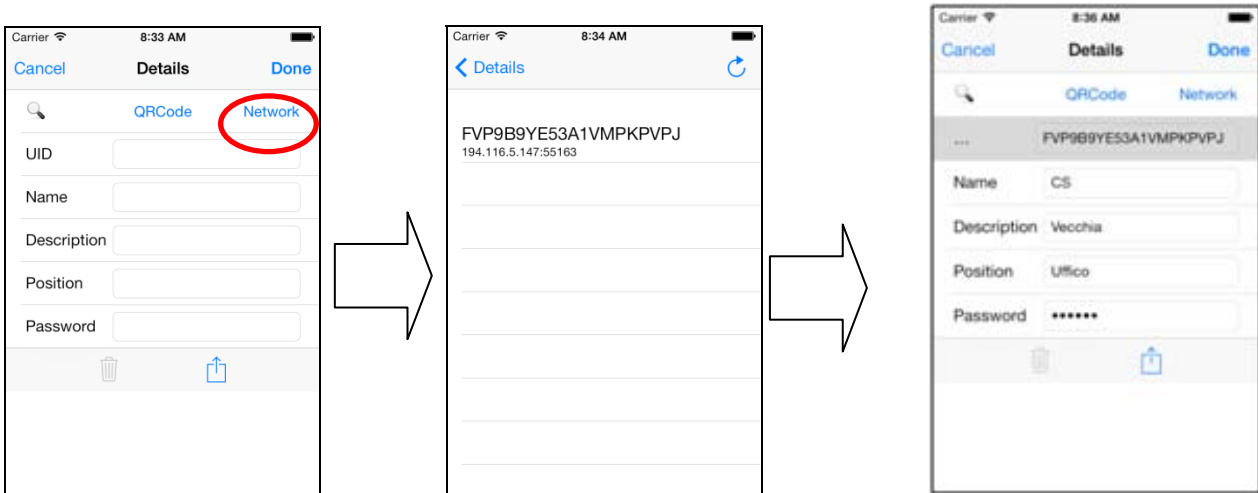 Carrier 8:33 AM
Cancel Details Done
QRCode Network
UID
Name
Description
Position
Password
Carrier 8:34 AM
Details
FVP9B9YE53A1VMPKPVPJ
194.116.5.147:55163
Carrier 8:36 AM
Cancel Details Done
QRCode Network
... FVP9B9YE53A1VMPKPVPJ
Name CS
Description Vecchia
Position Uffico
Password ••••••